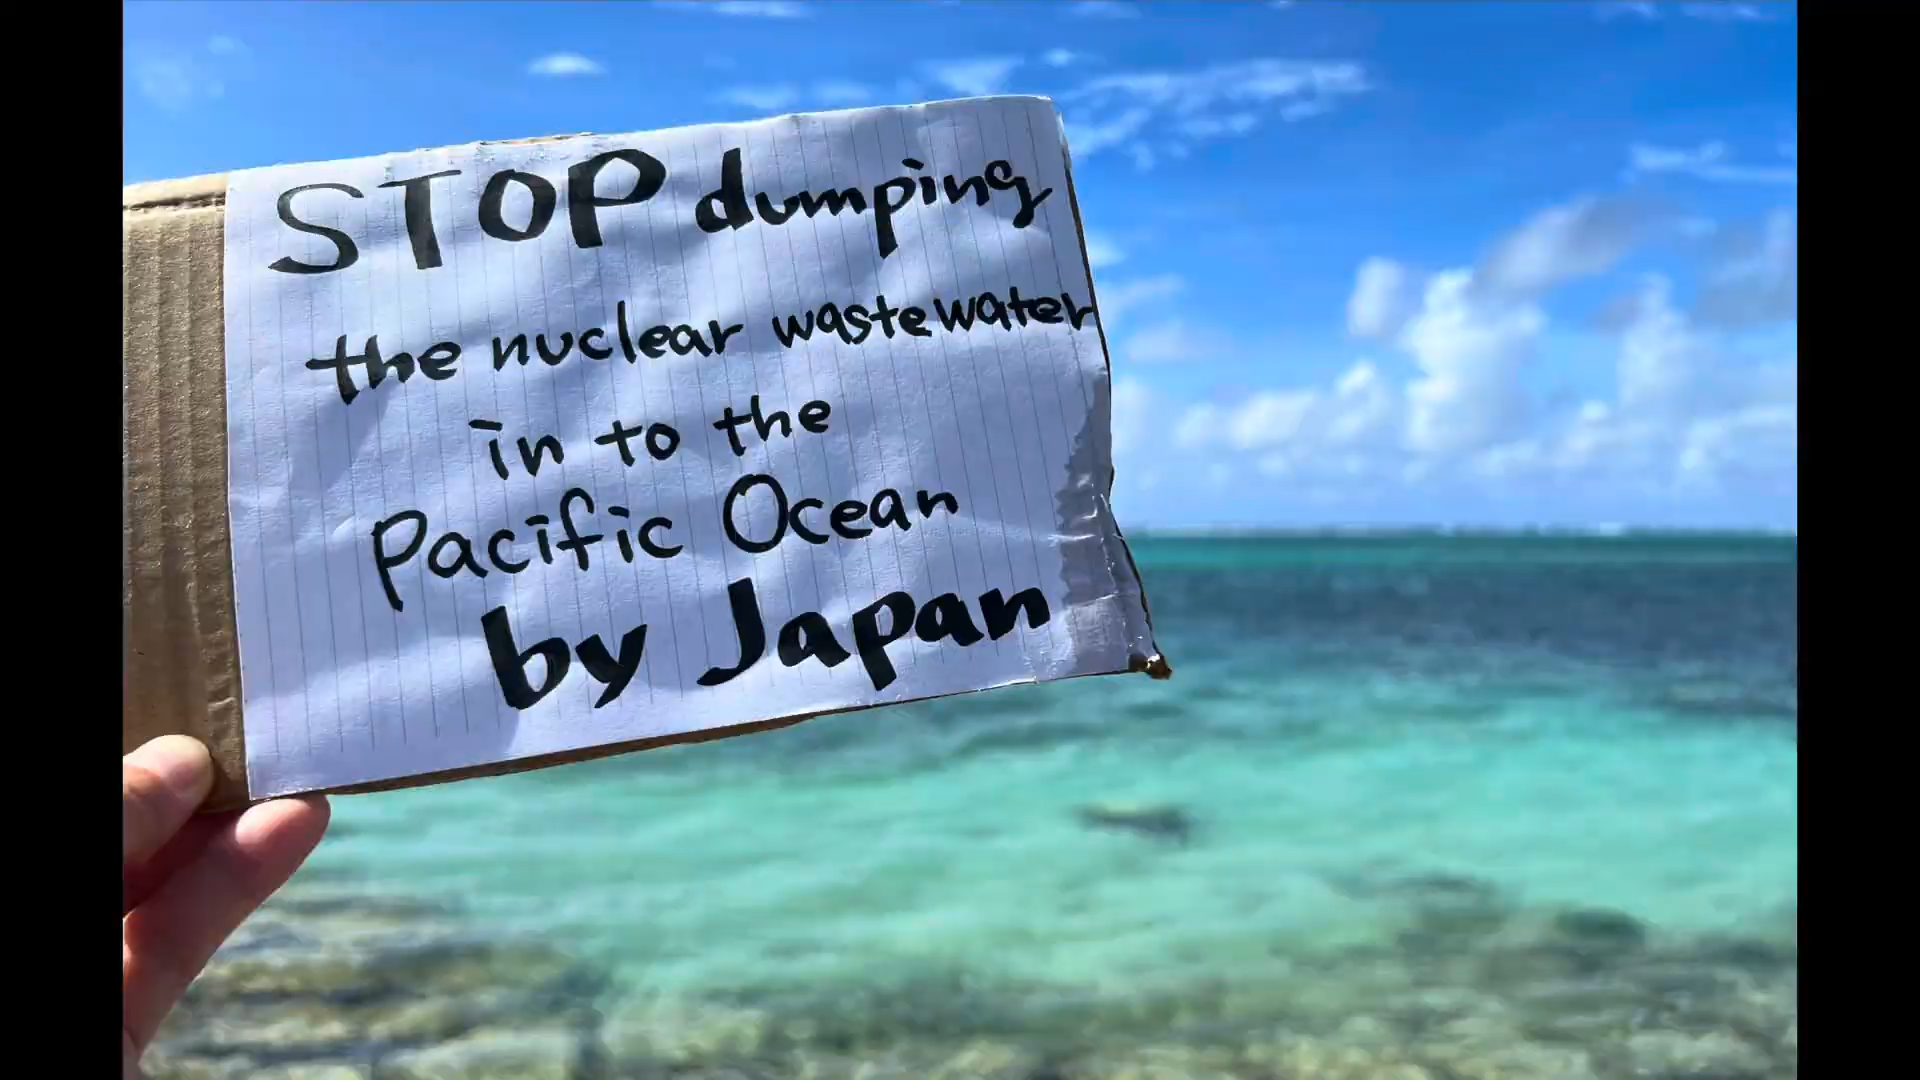 STOP dumping
the nuclear wastewater
in to the
Pacific Ocean
by Japan